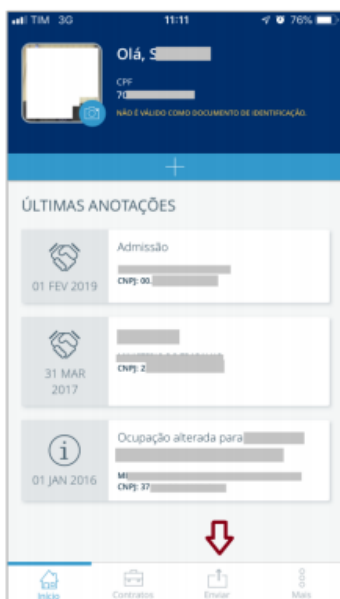 TIM 3G 11:11 76%
Olá, S
CPF
70
NÃO É VÁLIDO COMO DOCUMENTO DE IDENTIFICAÇÃO.
+
ÚLTIMAS ANOTAÇÕES
Admissão
CNPJ: 00.
01 FEV 2019
CNPJ: 2
31 MAR
2017
Ocupação alterada para
MI
CNPJ: 37
01 JAN 2016
Início
Contratos
Enviar
Mais